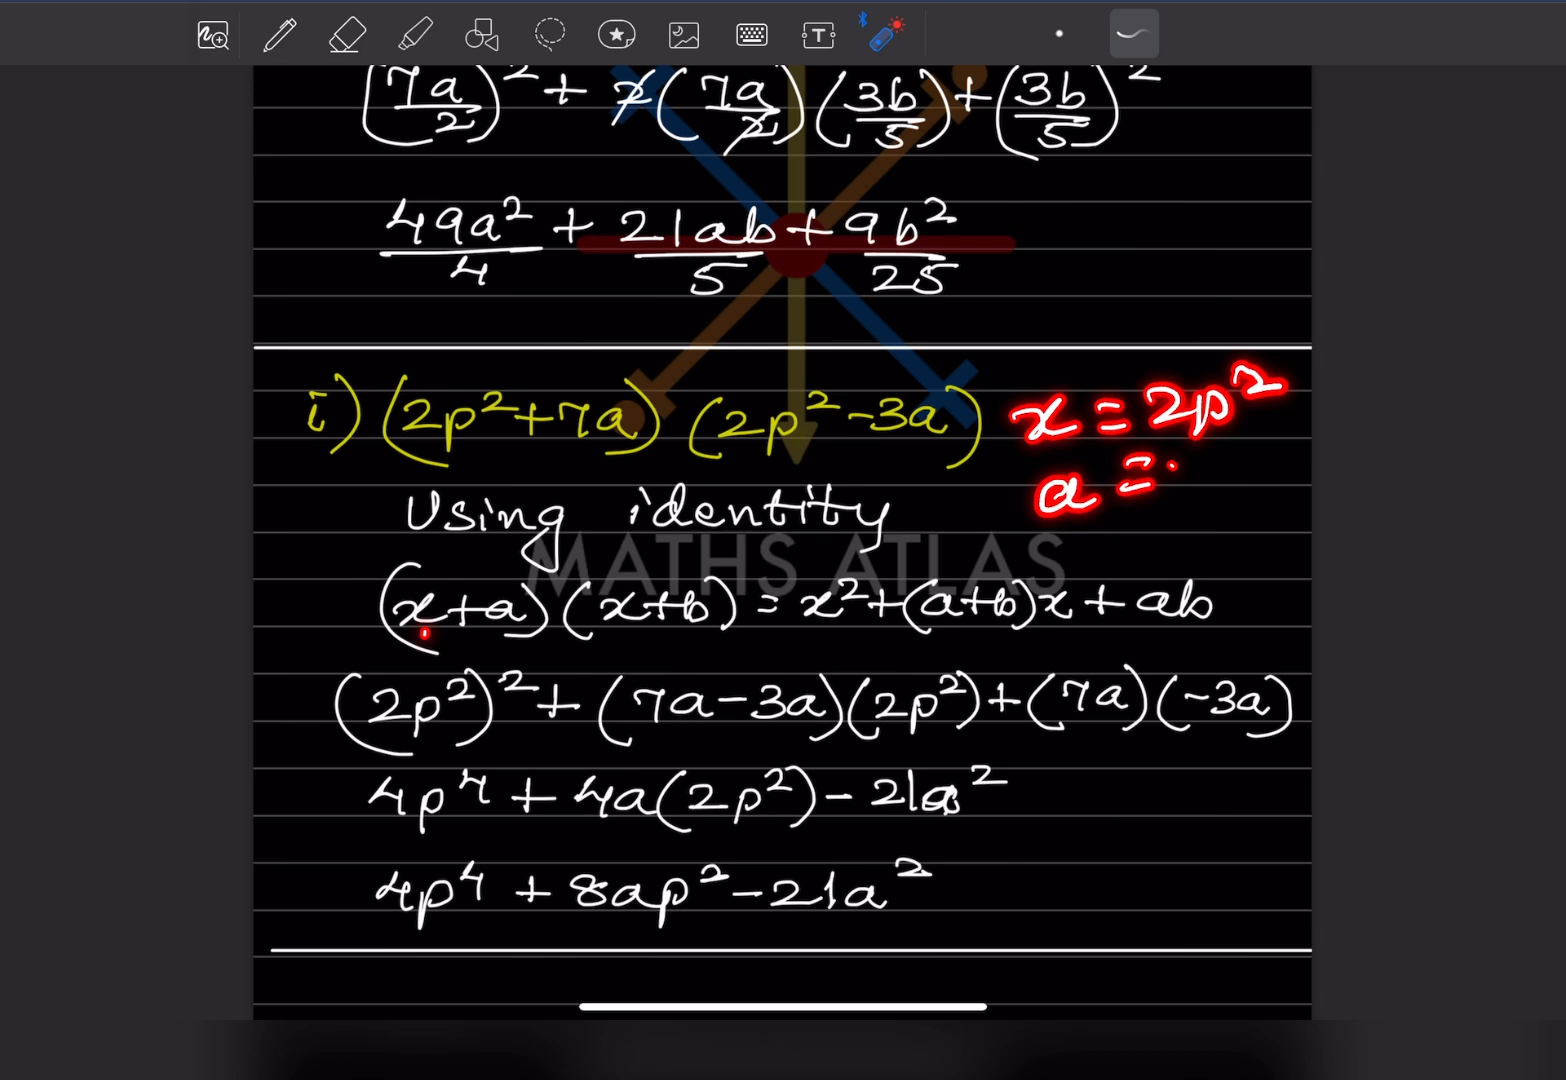 (7a/2)² + 2(7a/2)(3b/5)+(3b/5)²
49a²/4 + 21ab/5 + 9b²/25
i) (2p²+7a) (2p²-3a) x = 2p²
a =
Using identity
MATHS ATLAS
(x+a)(x+b) = x²+(a+b)x + ab
(2p²)² + (7a-3a)(2p²)+(7a)(-3a)
4p⁴ + 4a(2p²)-21a²
4p⁴ + 8ap²-21a²